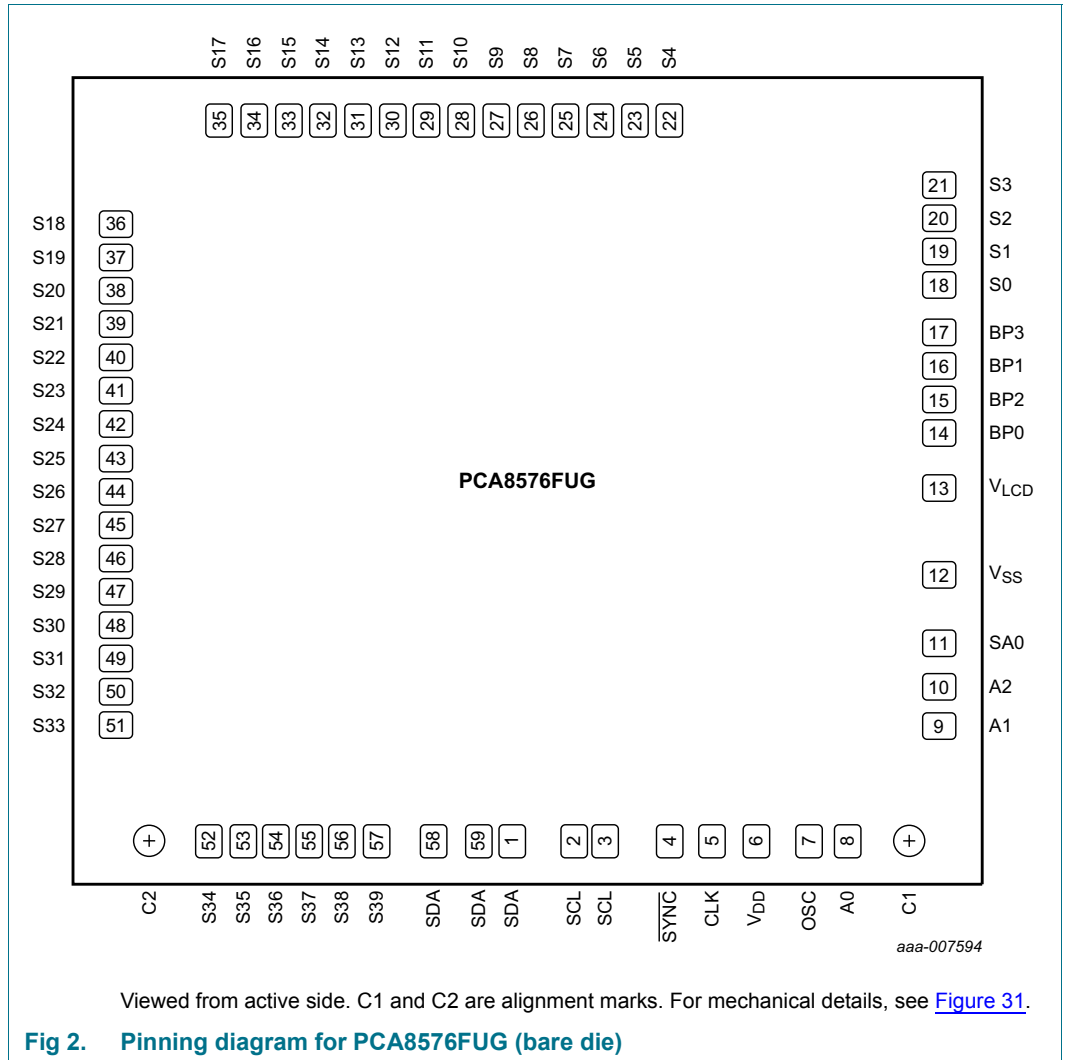 S17 S16 S15 S14 S13 S12 S11 S10 S9 S8 S7 S6 S5 S4
35 34 33 32 31 30 29 28 27 26 25 24 23 22
21 S3
S18 36 20 S2
S19 37 19 S1
S20 38 18 S0
S21 39 17 BP3
S22 40 16 BP1
S23 41 15 BP2
S24 42 14 BP0
S25 43
PCA8576FUG
S26 44 13 VLCD
S27 45
S28 46 12 VSS
S29 47
S30 48 11 SA0
S31 49
S32 50 10 A2
S33 51 9 A1
52 53 54 55 56 57 58 59 1 2 3 4 5 6 7 8
C2 S34 S35 S36 S37 S38 S39 SDA SDA SDA SCL SCL SYNC CLK VDD OSC A0 C1
aaa-007594
Viewed from active side. C1 and C2 are alignment marks. For mechanical details, see Figure 31.
Fig 2. Pinning diagram for PCA8576FUG (bare die)